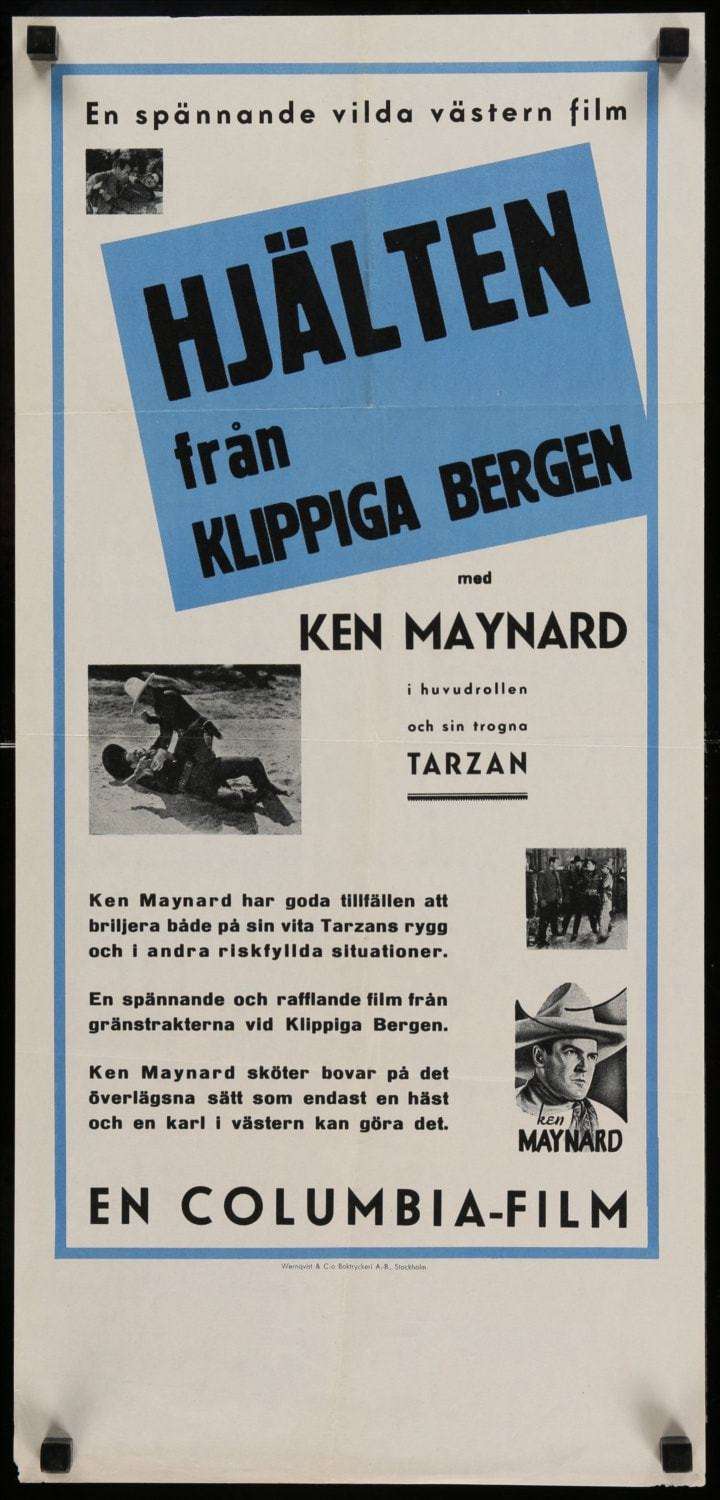 En spännande vilda västern film
HJÄLTEN
från
KLIPPIGA BERGEN
med
KEN MAYNARD
i huvudrollen
och sin trogna
TARZAN
Ken Maynard har goda tillfällen att
briljera både på sin vita Tarzans rygg
och i andra riskfyllda situationer.
En spännande och rafflande film från
gränstrakterna vid Klippiga Bergen.
Ken Maynard sköter bovar på det
överlägsna sätt som endast en häst
och en karl i västern kan göra det.
ken
MAYNARD
EN COLUMBIA-FILM
Wernqvist & C:o Boktryckeri A.-B., Stockholm